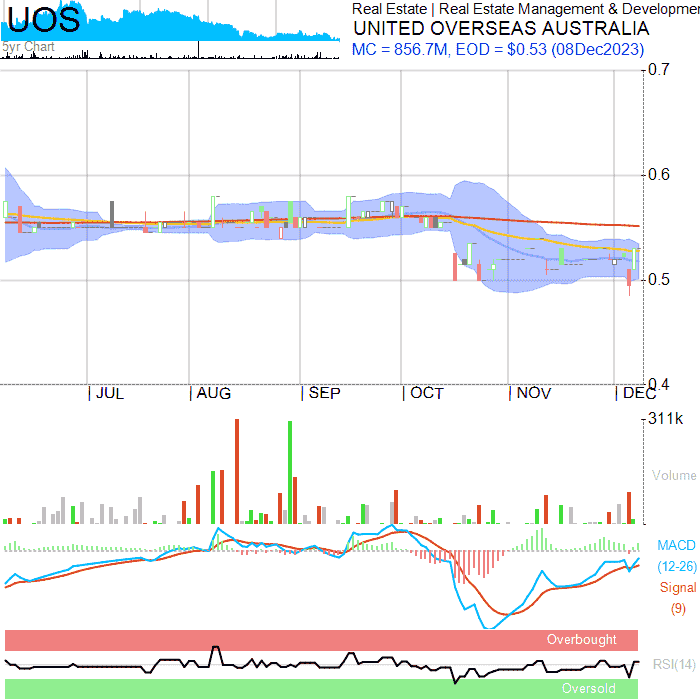 UOS
5yr Chart
Real Estate | Real Estate Management & Developmen
UNITED OVERSEAS AUSTRALIA
MC = 856.7M, EOD = $0.53 (08Dec2023)
0.7
0.6
0.5
0.4
JUL AUG SEP OCT NOV DEC
311k
Volume
MACD
(12-26)
Signal
(9)
Overbought
RSI(14)
Oversold